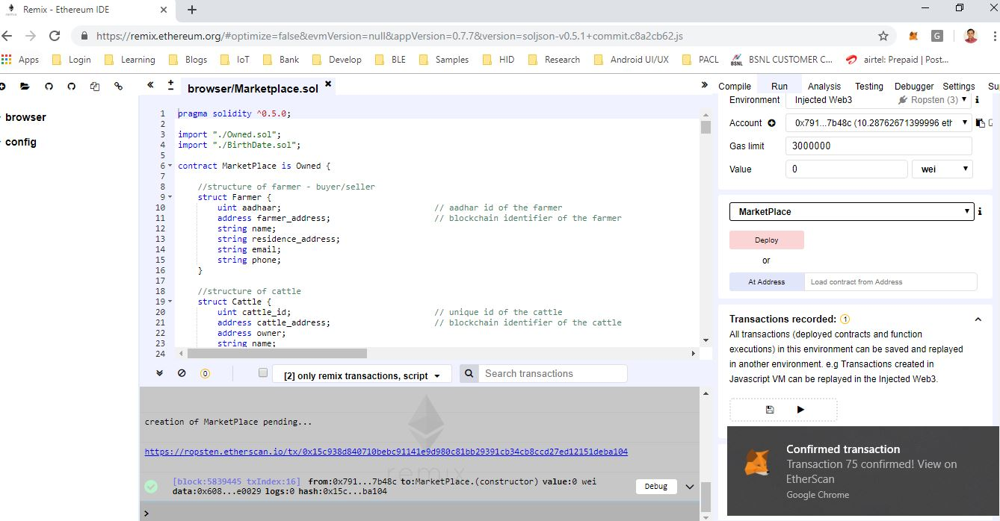 Remix - Ethereum IDE
https://remix.ethereum.org/#optimize=false&evmVersion=null&appVersion=0.7.7&version=soljson-v0.5.1+commit.c8a2cb62.js
G
Apps Login Learning Blogs IoT Bank Develop BLE Samples HID Research Android UI/UX PACL BSNL CUSTOMER C... airtel: Prepaid | Post...
browser/Marketplace.sol
browser
config
1 pragma solidity ^0.5.0;
2
3 import "./Owned.sol";
4 import "./BirthDate.sol";
5
6 contract MarketPlace is Owned {
7
8 //structure of farmer - buyer/seller
9 struct Farmer {
10 uint aadhaar; // aadhar id of the farmer
11 address farmer_address; // blockchain identifier of the farmer
12 string name;
13 string residence_address;
14 string email;
15 string phone;
16 }
17
18 //structure of cattle
19 struct Cattle {
20 uint cattle_id; // unique id of the cattle
21 address cattle_address; // blockchain identifier of the cattle
22 address owner;
23 string name;
24
0
[2] only remix transactions, script
Search transactions
creation of MarketPlace pending...
https://ropsten.etherscan.io/tx/0x15c938d840710bebc91141e9d980c81bb29391cb34cb8ccd27ed12151deba104
remix
[block:5839445 txIndex:16] from:0x791...7b48c to:MarketPlace.(constructor) value:0 wei
data:0x608...e0029 logs:0 hash:0x15c...ba104
Debug
>
Compile Run Analysis Testing Debugger Settings Su
Environment Injected Web3 Ropsten (3) i
Account 0x791...7b48c (10.28762671399996 eth
Gas limit 3000000
Value 0 wei
MarketPlace i
Deploy
or
At Address Load contract from Address
Transactions recorded: 1
All transactions (deployed contracts and function
executions) in this environment can be saved and replayed
in another environment. e.g Transactions created in
Javascript VM can be replayed in the Injected Web3.
Confirmed transaction
Transaction 75 confirmed! View on
EtherScan
Google Chrome